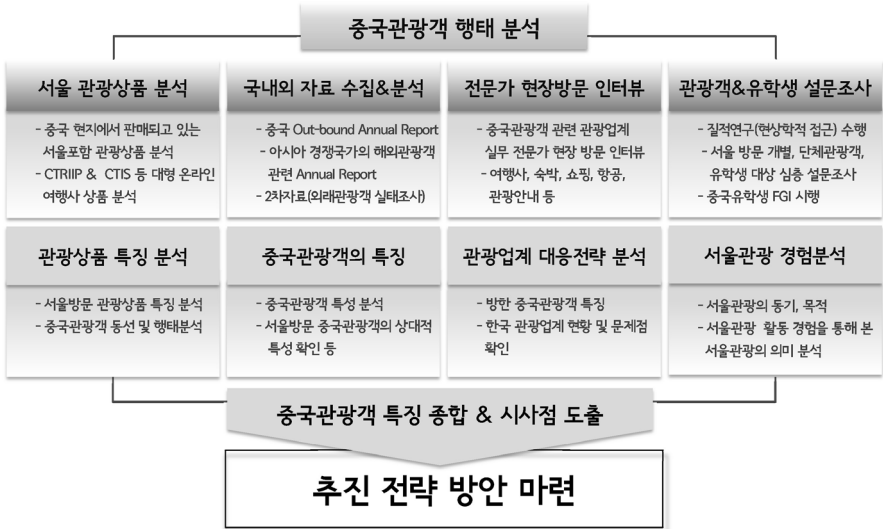 중국관광객 행태 분석
서울 관광상품 분석
- 중국 현지에서 판매되고 있는
서울포함 관광상품 분석
- CTRIIP & CTIS 등 대형 온라인
여행사 상품 분석
국내외 자료 수집&분석
- 중국 Out-bound Annual Report
- 아시아 경쟁국가의 해외관광객
관련 Annual Report
- 2차자료(외래관광객 실태조사)
전문가 현장방문 인터뷰
- 중국관광객 관련 관광업계
실무 전문가 현장 방문 인터뷰
- 여행사, 숙박, 쇼핑, 항공,
관광안내 등
관광객&유학생 설문조사
- 질적연구(현상학적 접근) 수행
- 서울 방문 개별, 단체관광객,
유학생 대상 심층 설문조사
- 중국유학생 FGI 시행
관광상품 특징 분석
- 서울방문 관광상품 특징 분석
- 중국관광객 동선 및 행태분석
중국관광객의 특징
- 중국관광객 특성 분석
- 서울방문 중국관광객의 상대적
특성 확인 등
관광업계 대응전략 분석
- 방한 중국관광객 특징
- 한국 관광업계 현황 및 문제점
확인
서울관광 경험분석
- 서울관광의 동기, 목적
- 서울관광 활동 경험을 통해 본
서울관광의 의미 분석
중국관광객 특징 종합 & 시사점 도출
추진 전략 방안 마련